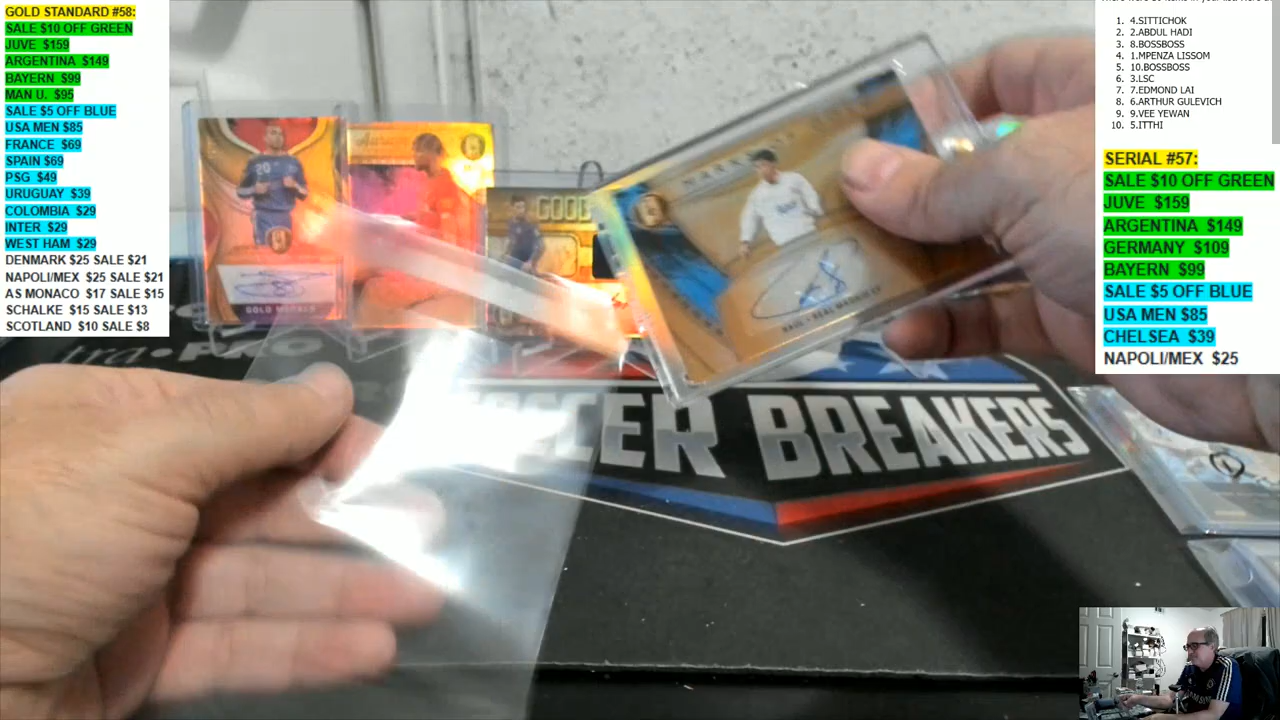 GOLD STANDARD #58:
SALE $10 OFF GREEN
JUVE $159
ARGENTINA $149
BAYERN $99
MAN U. $95
SALE $5 OFF BLUE
USA MEN $85
FRANCE $69
SPAIN $69
PSG $49
URUGUAY $39
COLOMBIA $29
INTER $29
WEST HAM $29
DENMARK $25 SALE $21
NAPOLI/MEX $25 SALE $21
AS MONACO $17 SALE $15
SCHALKE $15 SALE $13
SCOTLAND $10 SALE $8
1. 4.SITTICHOK
2. 2.ABDUL HADI
3. 8.BOSSBOSS
4. 1.MPENZA LISSOM
5. 10.BOSSBOSS
6. 3.LSC
7. 7.EDMOND LAI
8. 6.ARTHUR GULEVICH
9. 9.VEE YEWAN
10. 5.ITTHI
SERIAL #57:
SALE $10 OFF GREEN
JUVE $159
ARGENTINA $149
GERMANY $109
BAYERN $99
SALE $5 OFF BLUE
USA MEN $85
CHELSEA $39
NAPOLI/MEX $25
20
GOOD
RAUL - REAL MADRID CF
BREAKERS